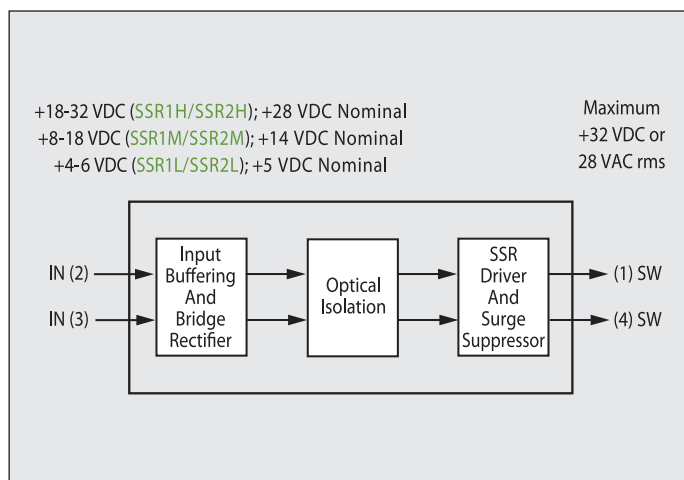 +18-32 VDC (SSR1H/SSR2H); +28 VDC Nominal
+8-18 VDC (SSR1M/SSR2M); +14 VDC Nominal
+4-6 VDC (SSR1L/SSR2L); +5 VDC Nominal
Maximum
+32 VDC or
28 VAC rms
IN (2)
IN (3)
Input
Buffering
And
Bridge
Rectifier
Optical
Isolation
SSR
Driver
And
Surge
Suppressor
(1) SW
(4) SW